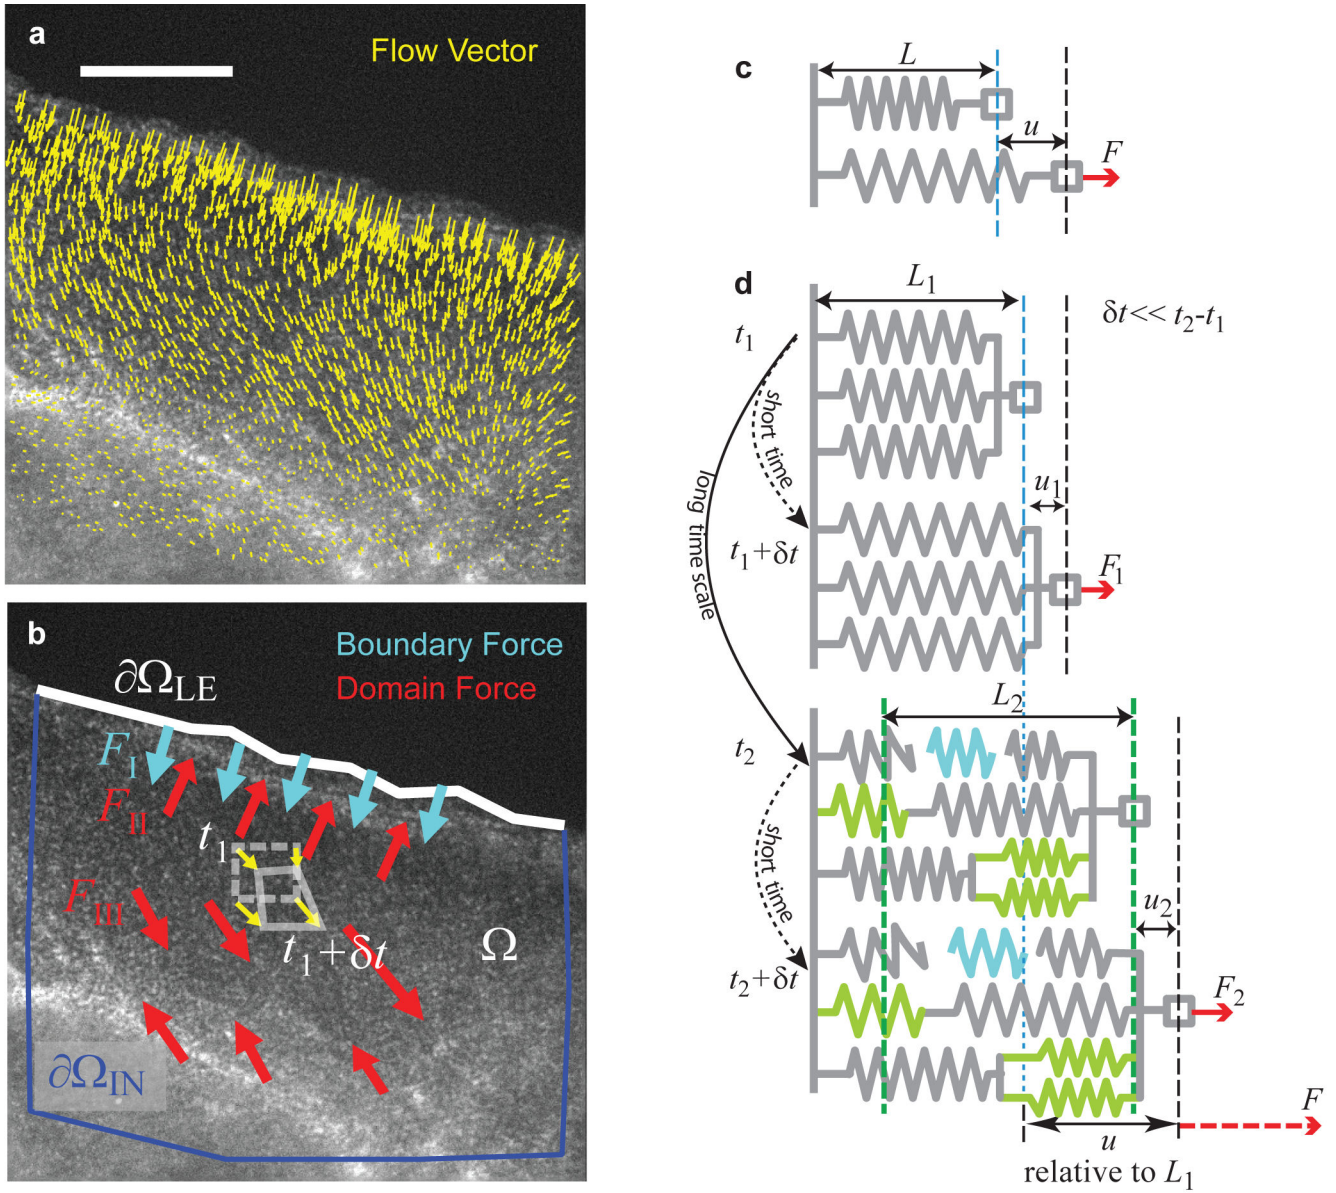 a
Flow Vector
b
Boundary Force
Domain Force
∂Ω_LE
F_I
F_II
t_1
F_III
t_1+δt
Ω
∂Ω_IN
c
L
u
F
d
L_1
δt<< t_2-t_1
t_1
short time
long time scale
u_1
t_1+δt
F_1
L_2
t_2
short time
u_2
t_2+δt
F_2
F
u
relative to L_1